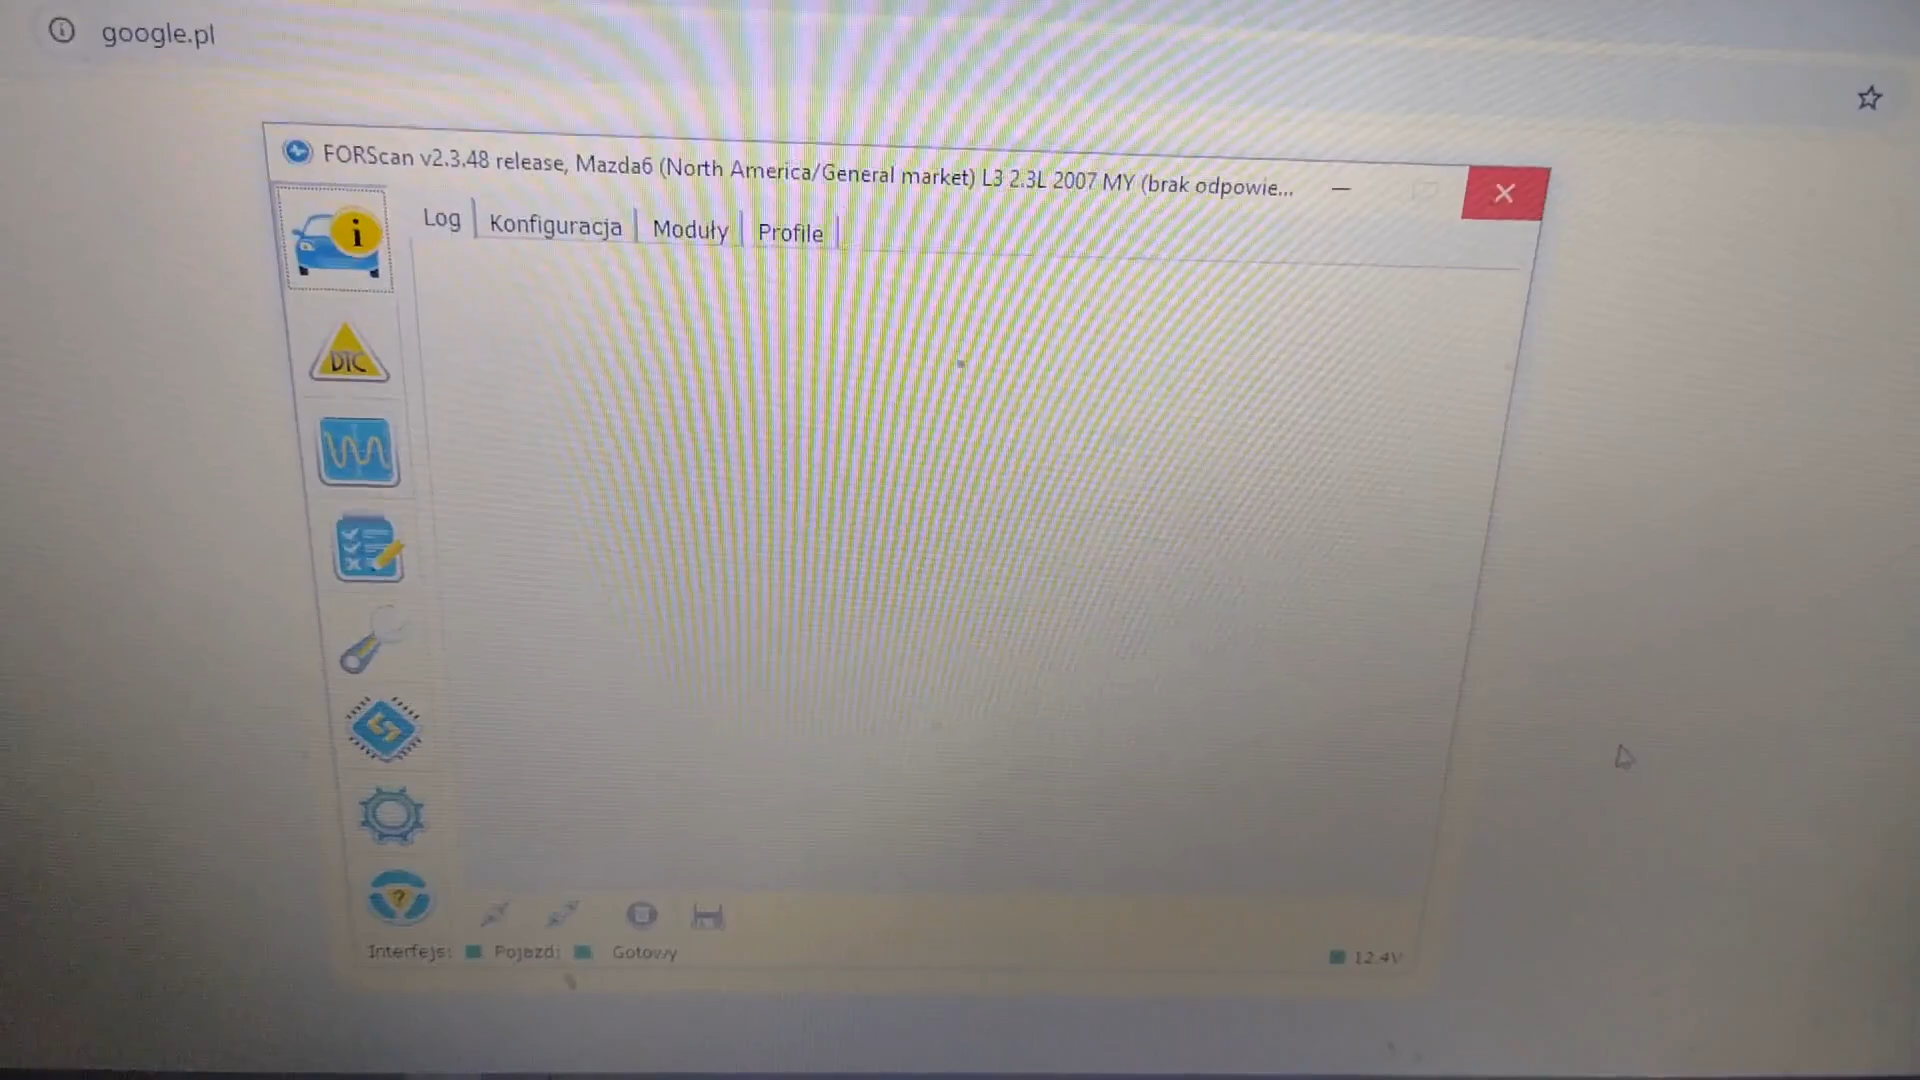 google.pl
FORScan v2.3.48 release, Mazda6 (North America/General market) L3 2.3L 2007 MY (brak odpowie...
Log
Konfiguracja
Moduły
Profile
i
DTC
?
Interfejs:
Pojazd:
Gotowy
12.4V